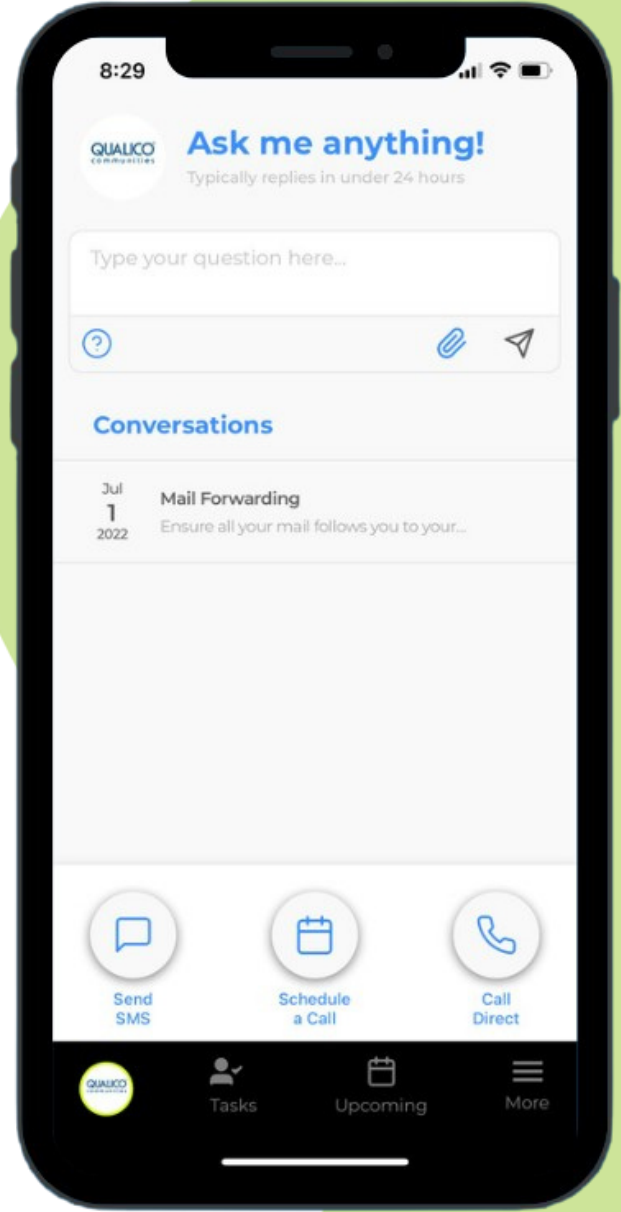 8:29
QUALICO
communities
Ask me anything!
Typically replies in under 24 hours
Type your question here...
?
Conversations
Jul
1
2022
Mail Forwarding
Ensure all your mail follows you to your...
Send
SMS
Schedule
a Call
Call
Direct
QUALICO
communities
Tasks
Upcoming
More